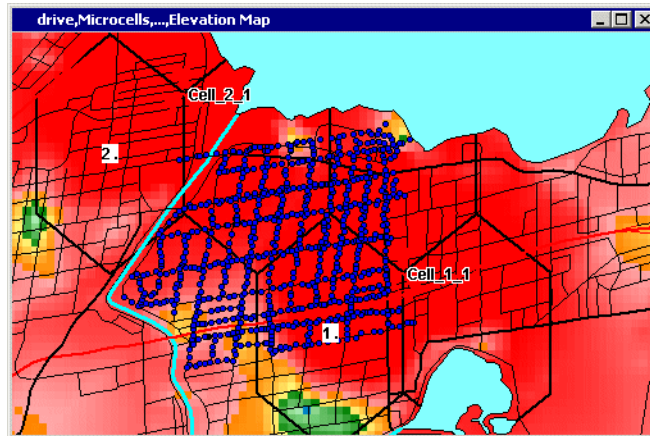 drive,Microcells,...,Elevation Map
Cell_2_1
2.
Cell_1_1
1.